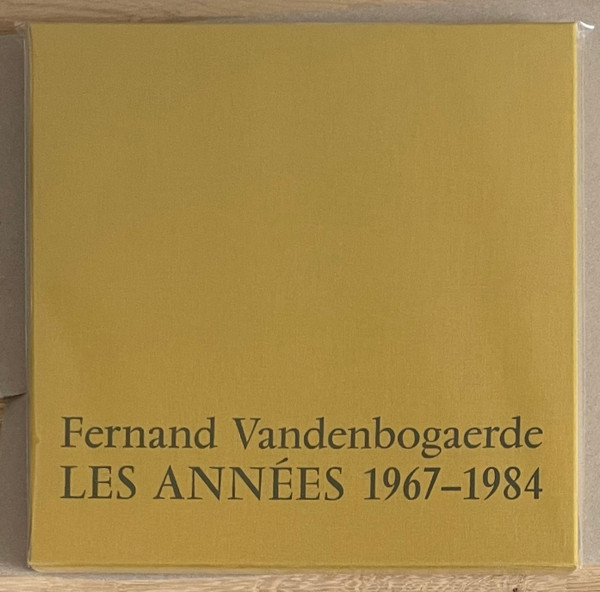 Fernand Vandenbogaerde
LES ANNÉES 1967–1984